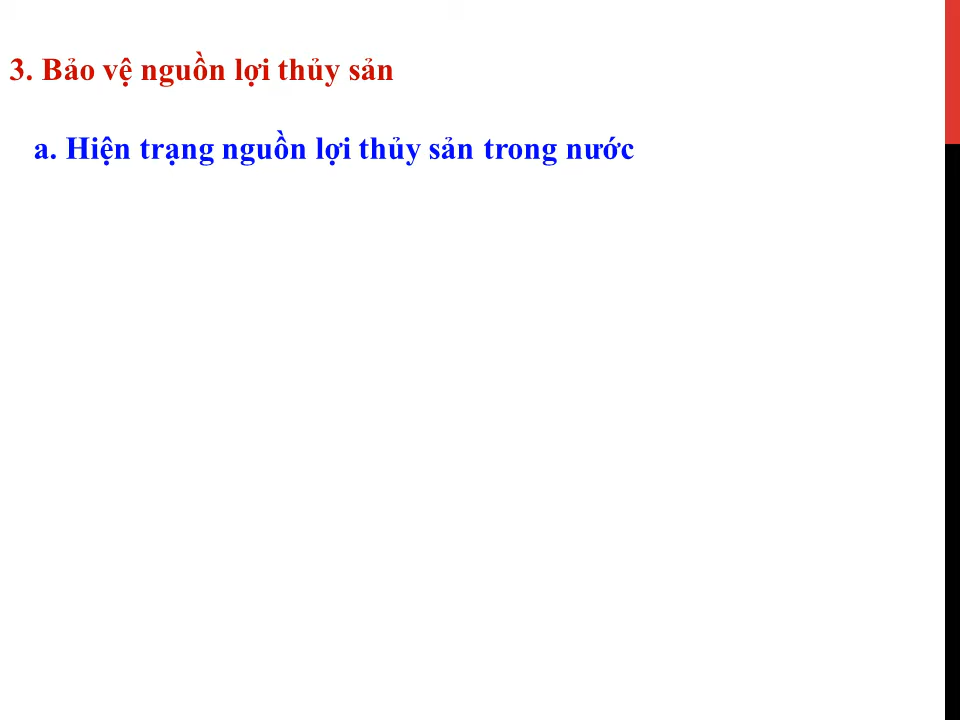 3. Bảo vệ nguồn lợi thủy sản
a. Hiện trạng nguồn lợi thủy sản trong nước